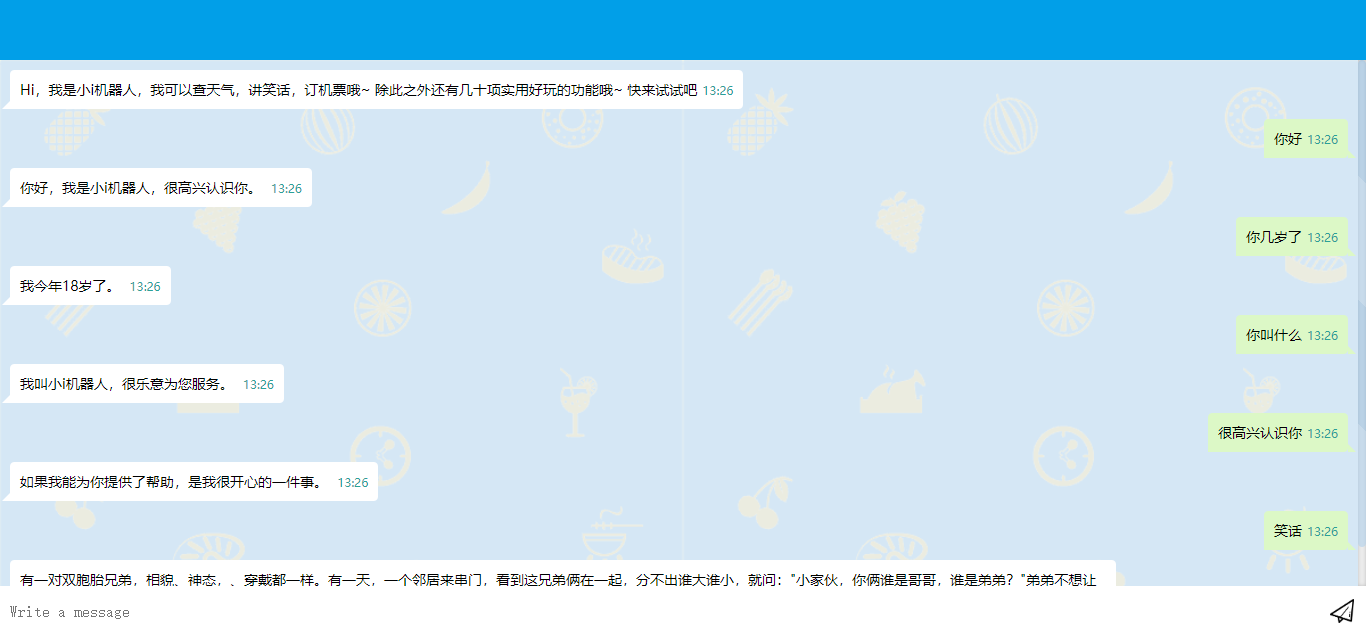 Hi，我是小i机器人，我可以查天气，讲笑话，订机票哦~ 除此之外还有几十项实用好玩的功能哦~ 快来试试吧 13:26
你好 13:26
你好，我是小i机器人，很高兴认识你。 13:26
你几岁了 13:26
我今年18岁了。 13:26
你叫什么 13:26
我叫小i机器人，很乐意为您服务。 13:26
很高兴认识你 13:26
如果我能为你提供了帮助，是我很开心的一件事。 13:26
笑话 13:26
有一对双胞胎兄弟，相貌、神态，、穿戴都一样。有一天，一个邻居来串门，看到这兄弟俩在一起，分不出谁大谁小，就问："小家伙，你俩谁是哥哥，谁是弟弟？"弟弟不想让
Write a message